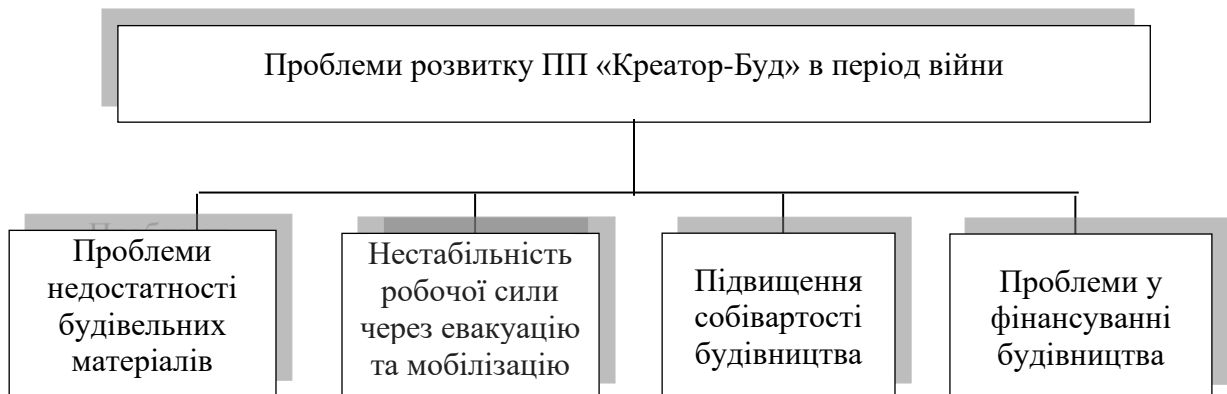 Проблеми розвитку ПП «Креатор-Буд» в період війни
Проблеми
недостатності
будівельних
матеріалів
Нестабільність
робочої сили
через евакуацію
та мобілізацію
Підвищення
собівартості
будівництва
Проблеми у
фінансуванні
будівництва